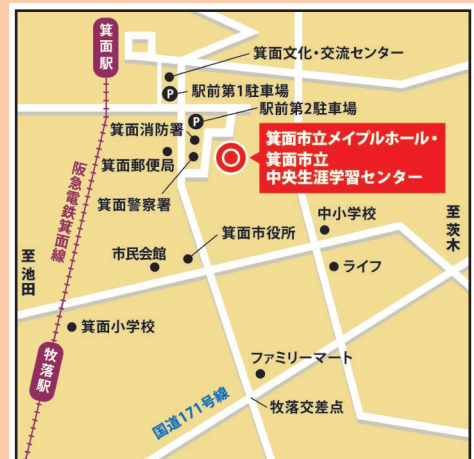 箕面駅
箕面文化・交流センター
P
駅前第1駐車場
駅前第2駐車場
P
箕面消防署
箕面郵便局
箕面警察署
箕面市立メイプルホール・
箕面市立
中央生涯学習センター
阪急電鉄箕面線
中小学校
至茨木
箕面市役所
市民会館
ライフ
至池田
箕面小学校
牧落駅
ファミリーマート
国道171号線
牧落交差点